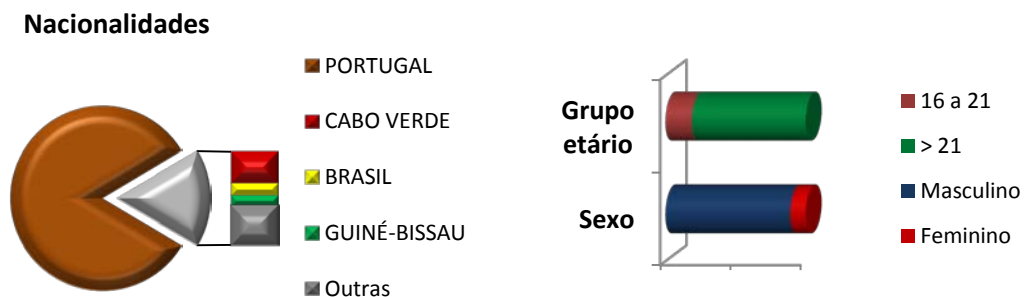 Nacionalidades
PORTUGAL
CABO VERDE
BRASIL
GUINÉ-BISSAU
Outras
Grupo
etário
Sexo
16 a 21
> 21
Masculino
Feminino